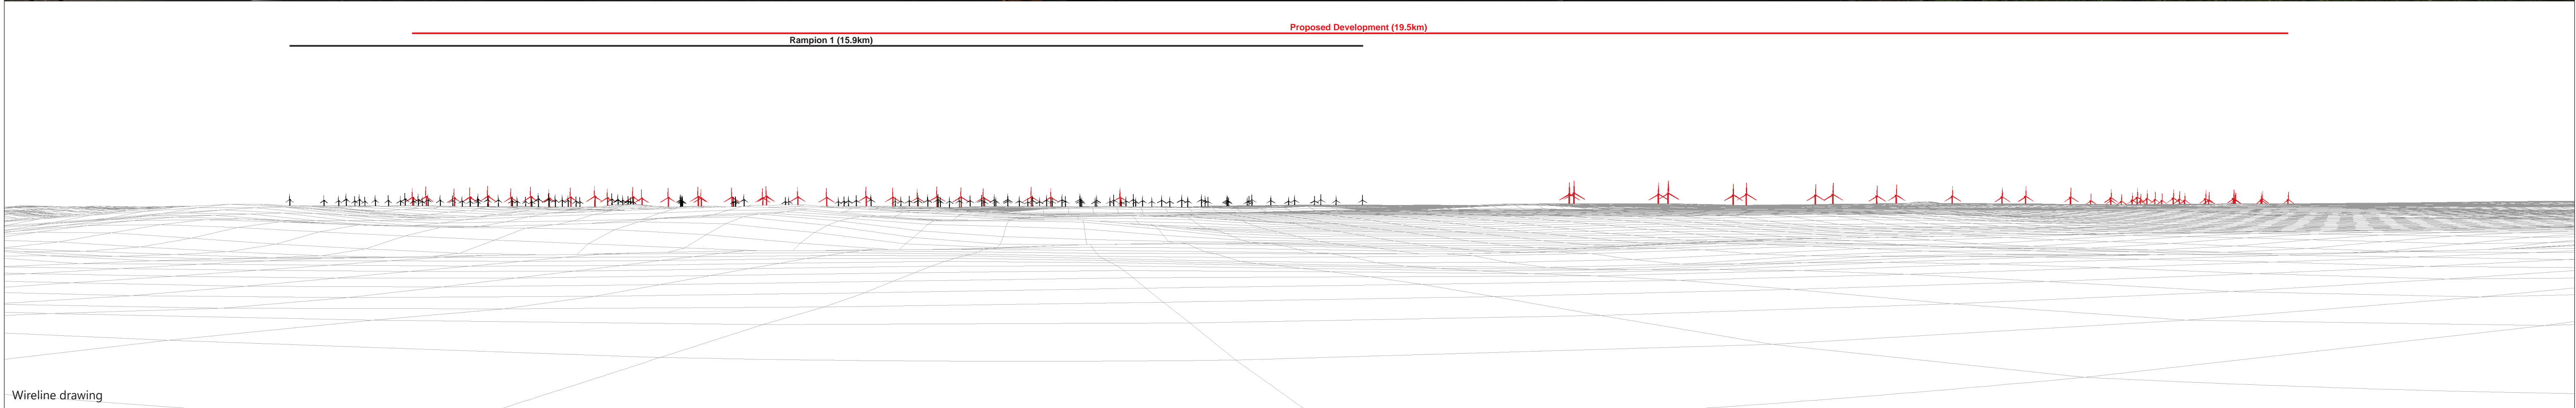 Proposed Development (19.5km)
Rampion 1 (15.9km)
Wireline drawing